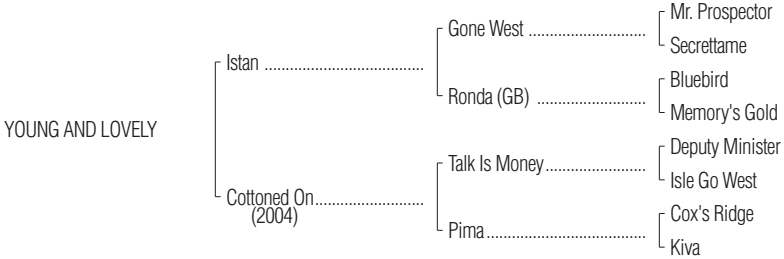 Mr. Prospector
Gone West ............................
Secrettame
Istan ......................................
Bluebird
Ronda (GB) ..........................
Memory's Gold
YOUNG AND LOVELY
Deputy Minister
Talk Is Money........................
Isle Go West
Cottoned On..........................
(2004)
Cox's Ridge
Pima......................................
Kiva